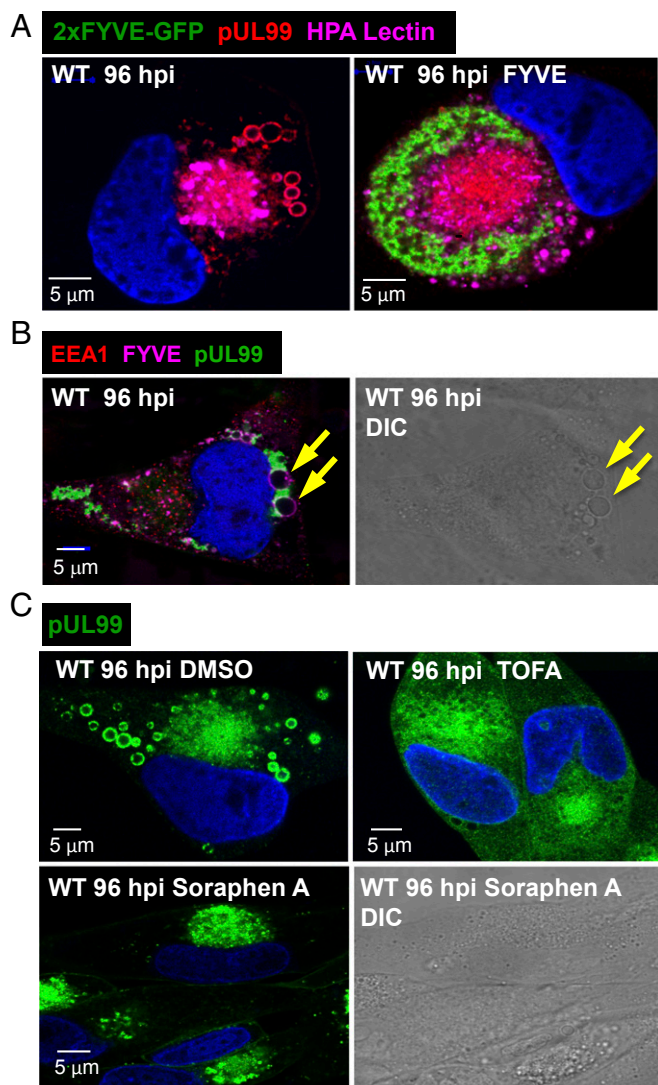 A
2xFYVE-GFP pUL99 HPA Lectin
WT 96 hpi
5 μm
WT 96 hpi FYVE
5 μm
B
EEA1 FYVE pUL99
WT 96 hpi
5 μm
WT 96 hpi
DIC
C
pUL99
WT 96 hpi DMSO
5 μm
WT 96 hpi TOFA
5 μm
WT 96 hpi Soraphen A
5 μm
WT 96 hpi Soraphen A
DIC